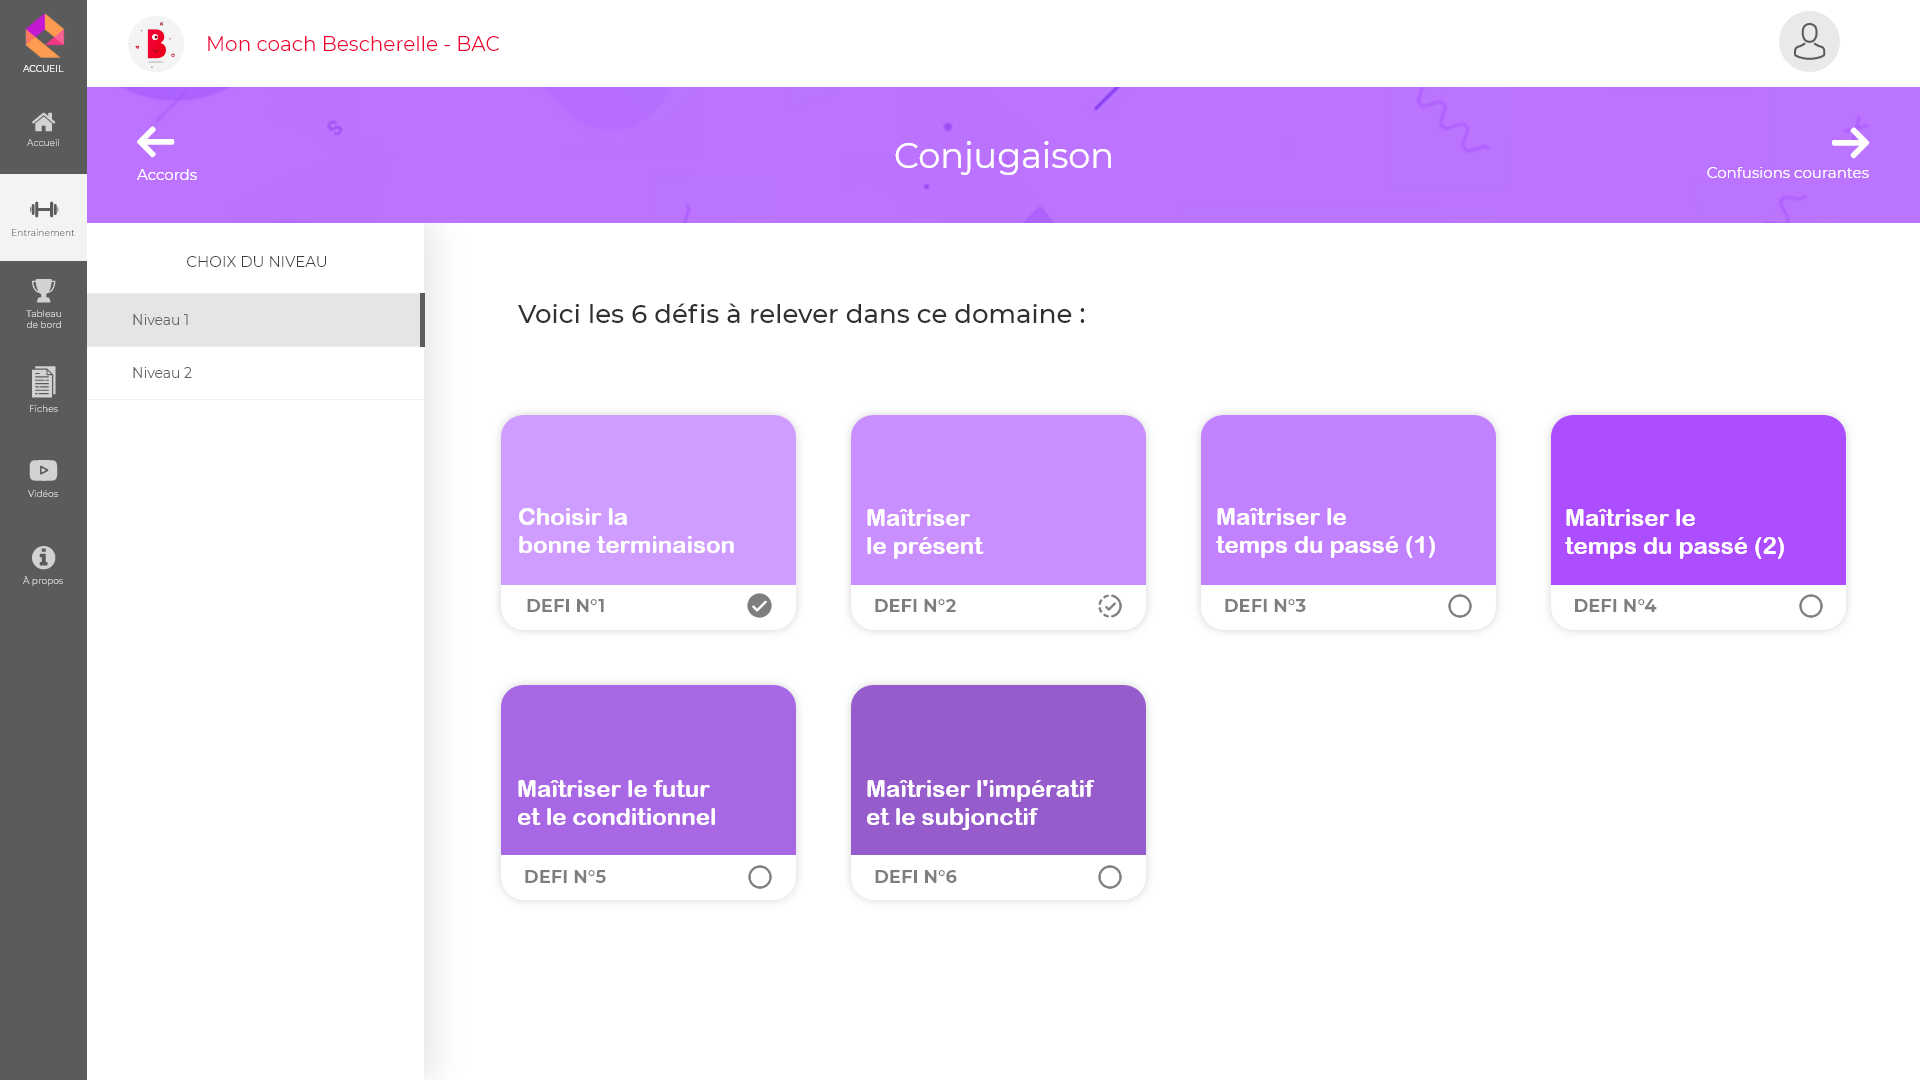 ACCUEIL
Accueil
Entrainement
Tableau
de bord
Fiches
Vidéos
À propos
Mon coach Bescherelle - BAC
Accords
Conjugaison
Confusions courantes
CHOIX DU NIVEAU
Niveau 1
Niveau 2
Voici les 6 défis à relever dans ce domaine :
Choisir la
bonne terminaison
DEFI N°1
Maîtriser
le présent
DEFI N°2
Maîtriser le
temps du passé (1)
DEFI N°3
Maîtriser le
temps du passé (2)
DEFI N°4
Maîtriser le futur
et le conditionnel
DEFI N°5
Maîtriser l'impératif
et le subjonctif
DEFI N°6